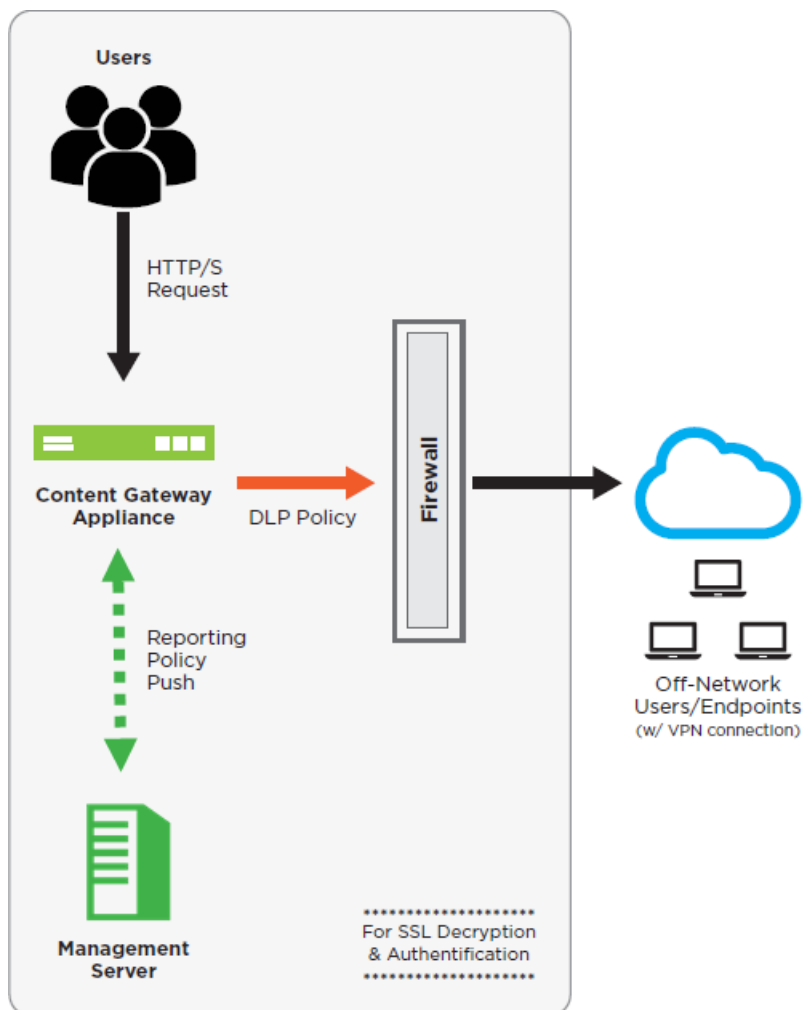 Users
HTTP/S
Request
Content Gateway
Appliance
DLP Policy
Firewall
Reporting
Policy
Push
Off-Network
Users/Endpoints
(w/ VPN connection)
Management
Server
********************
For SSL Decryption
& Authentification
********************